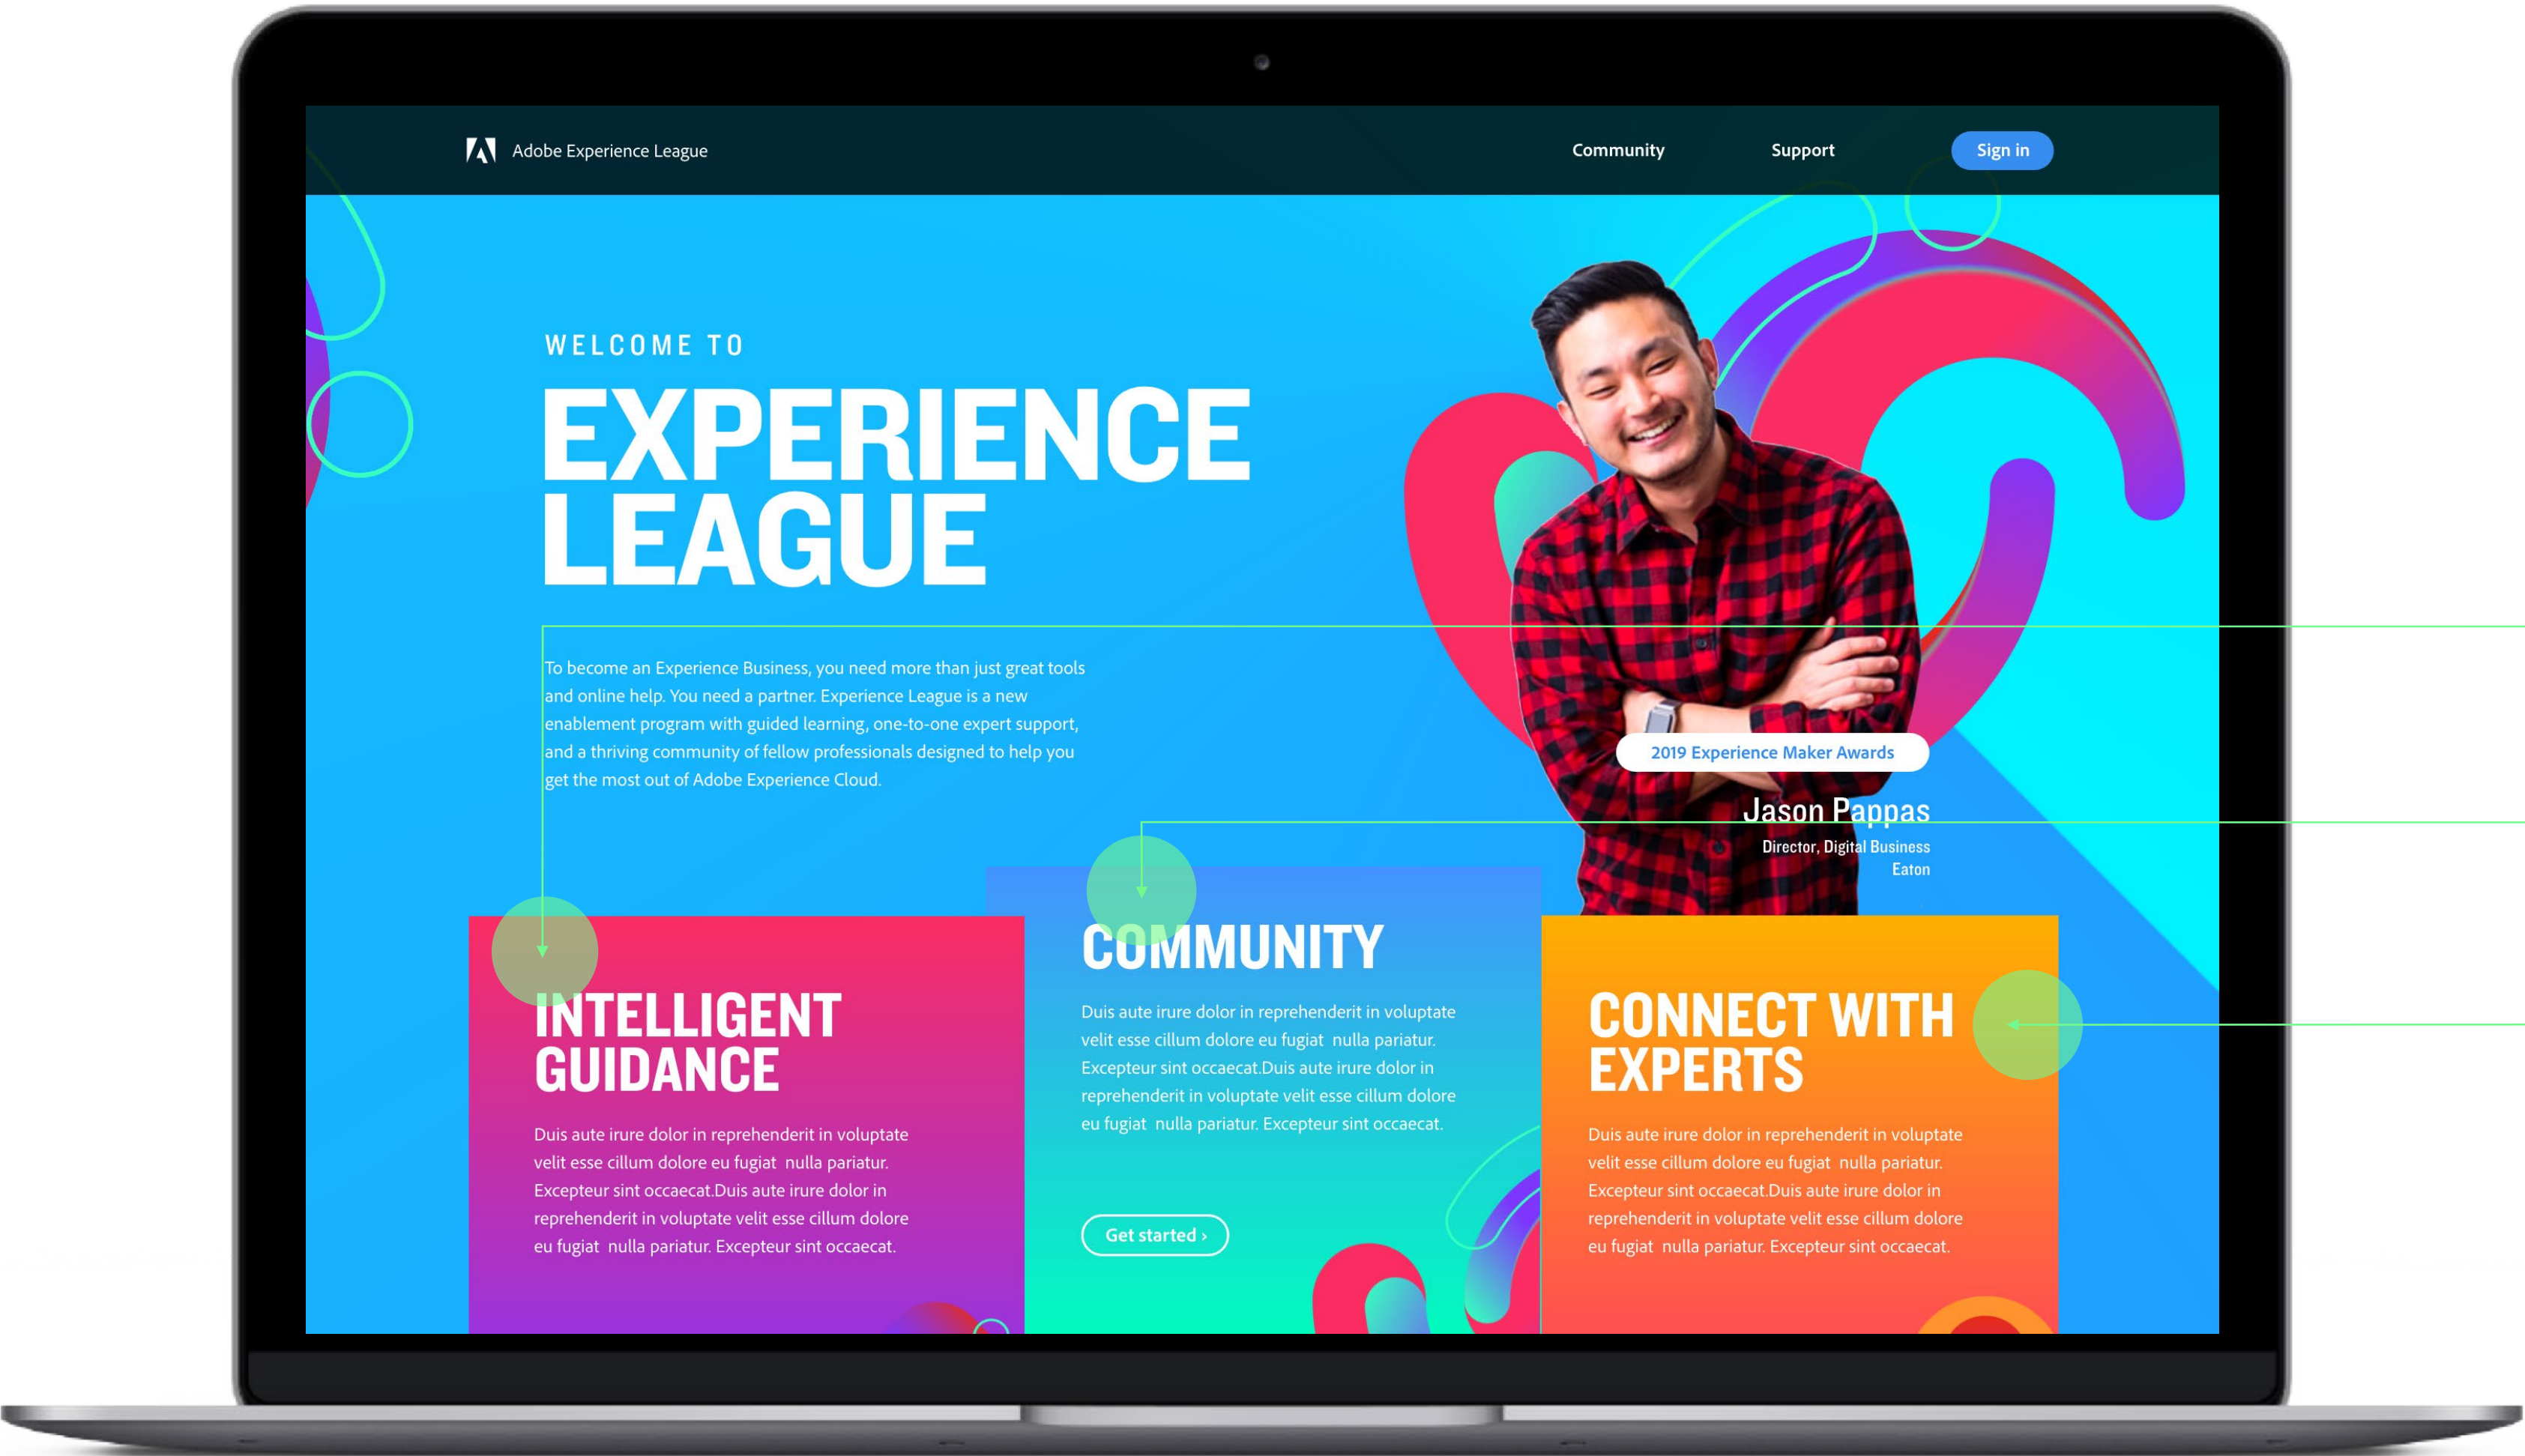 Adobe Experience League
Community
Support
Sign in
WELCOME TO
EXPERIENCE
LEAGUE
To become an Experience Business, you need more than just great tools
and online help. You need a partner. Experience League is a new
enablement program with guided learning, one-to-one expert support,
and a thriving community of fellow professionals designed to help you
get the most out of Adobe Experience Cloud.
2019 Experience Maker Awards
Jason Pappas
Director, Digital Business
Eaton
INTELLIGENT
GUIDANCE
Duis aute irure dolor in reprehenderit in voluptate
velit esse cillum dolore eu fugiat  nulla pariatur.
Excepteur sint occaecat.Duis aute irure dolor in
reprehenderit in voluptate velit esse cillum dolore
eu fugiat  nulla pariatur. Excepteur sint occaecat.
COMMUNITY
Duis aute irure dolor in reprehenderit in voluptate
velit esse cillum dolore eu fugiat  nulla pariatur.
Excepteur sint occaecat.Duis aute irure dolor in
reprehenderit in voluptate velit esse cillum dolore
eu fugiat  nulla pariatur. Excepteur sint occaecat.
Get started ›
CONNECT WITH
EXPERTS
Duis aute irure dolor in reprehenderit in voluptate
velit esse cillum dolore eu fugiat  nulla pariatur.
Excepteur sint occaecat.Duis aute irure dolor in
reprehenderit in voluptate velit esse cillum dolore
eu fugiat  nulla pariatur. Excepteur sint occaecat.